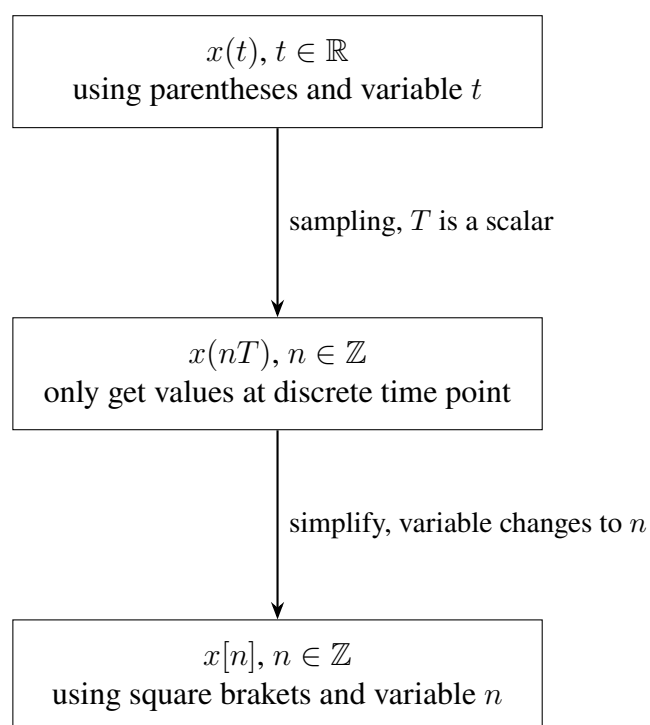 x(t), t ∈ ℝ
using parentheses and variable t
sampling, T is a scalar
x(nT), n ∈ ℤ
only get values at discrete time point
simplify, variable changes to n
x[n], n ∈ ℤ
using square brakets and variable n